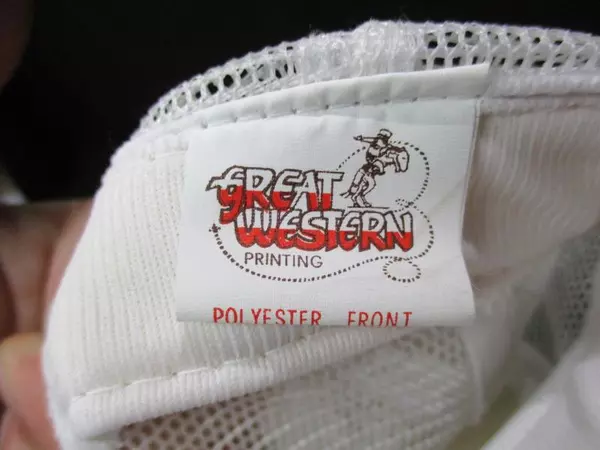 GREAT
WESTERN
PRINTING
POLYESTER FRONT